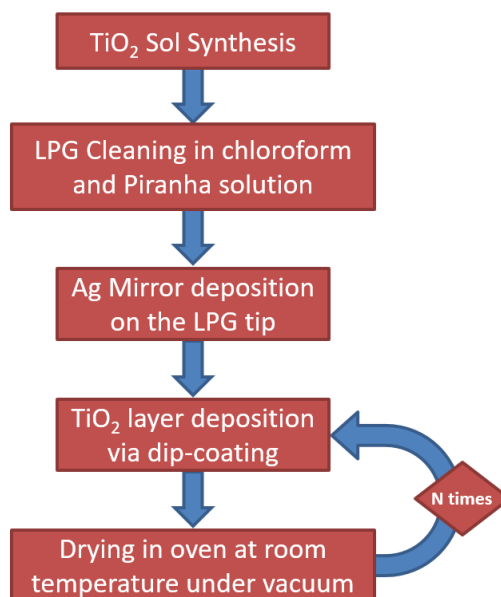 TiO₂ Sol Synthesis
LPG Cleaning in chloroform
and Piranha solution
Ag Mirror deposition
on the LPG tip
TiO₂ layer deposition
via dip-coating
N times
Drying in oven at room
temperature under vacuum